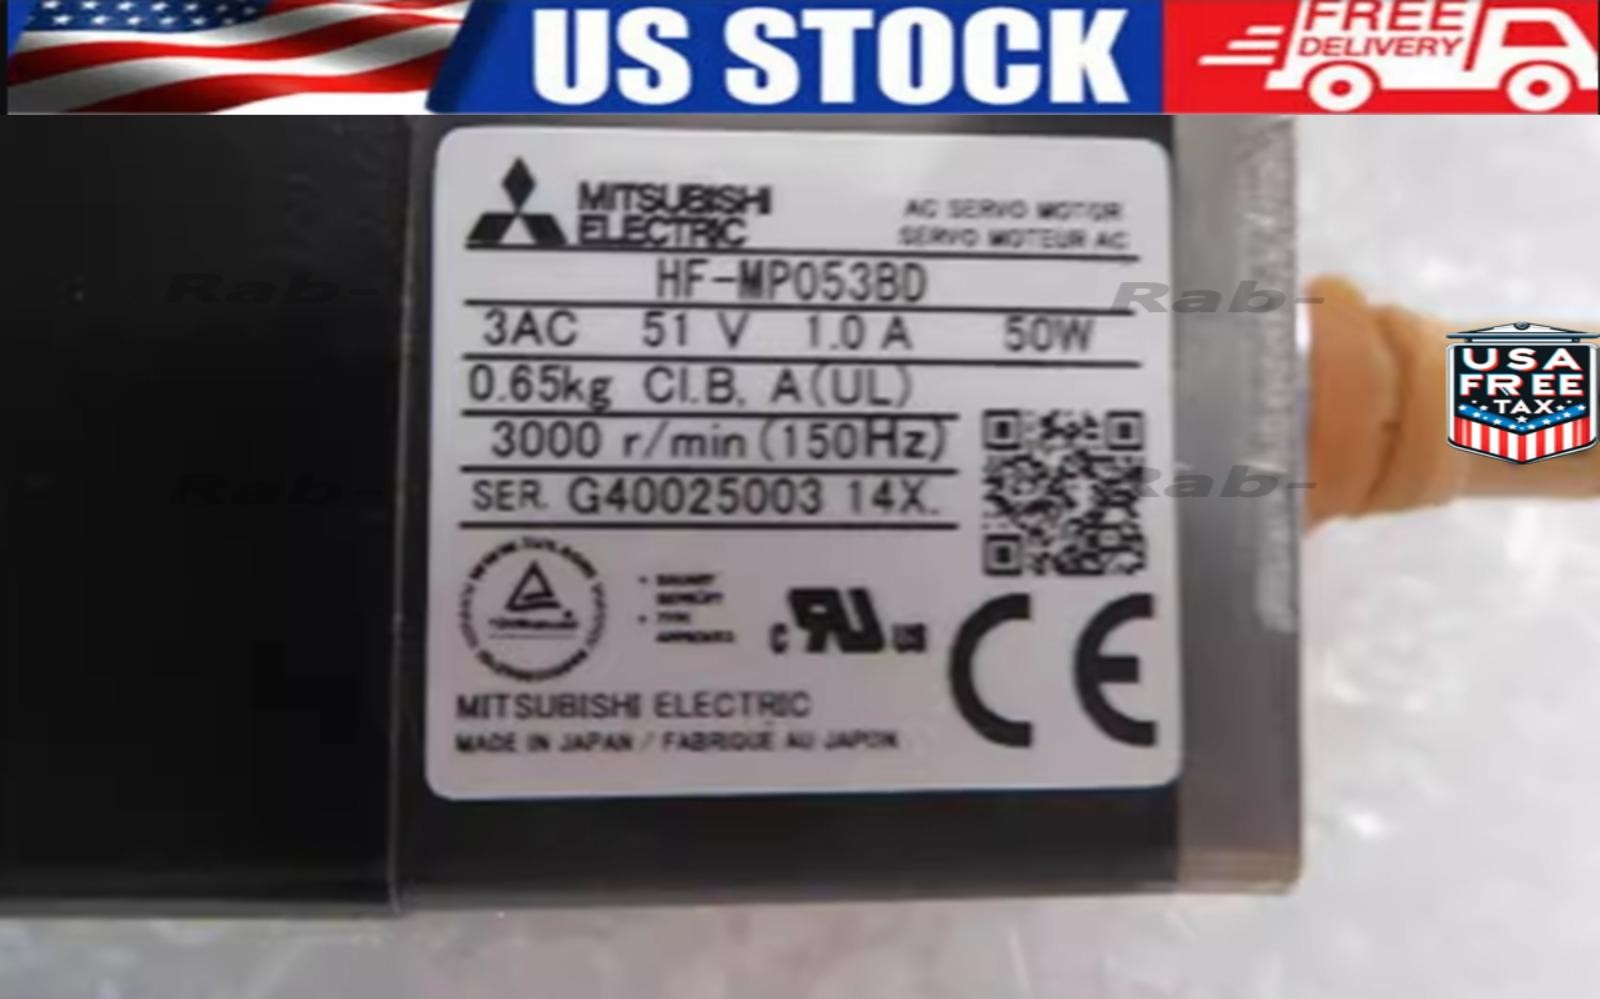 US STOCK
FREE
DELIVERY
MITSUBISHI
ELECTRIC
AC SERVO MOTOR
SERVO MOTEUR AC
HF-MP053BD
3AC 51 V 1.0 A 50W
0.65kg Cl.B, A(UL)
3000 r/min(150Hz)
SER. G40025003 14X.
Rab-
Rab-
Rab-
Rab-
USA
FREE
TAX
C US
CE
MITSUBISHI ELECTRIC
MADE IN JAPAN / FABRIQUÉ AU JAPON